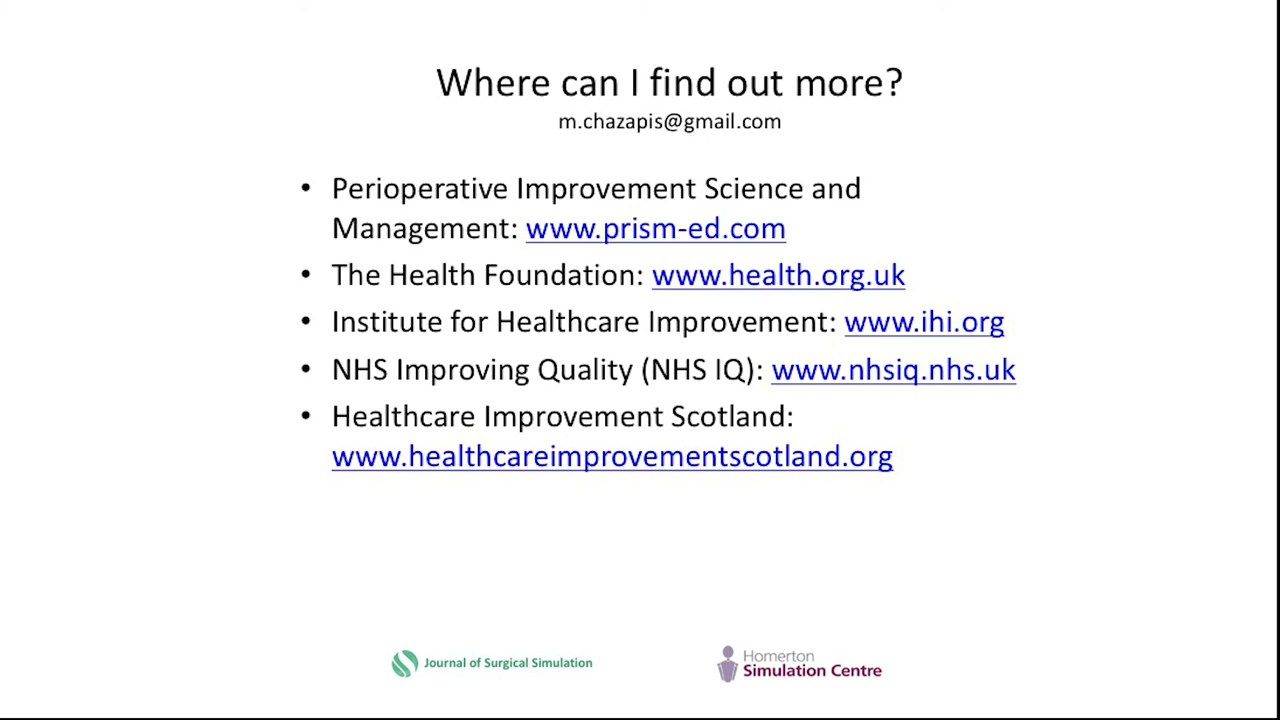 Where can I find out more?
m.chazapis@gmail.com
• Perioperative Improvement Science and
Management: www.prism-ed.com
• The Health Foundation: www.health.org.uk
• Institute for Healthcare Improvement: www.ihi.org
• NHS Improving Quality (NHS IQ): www.nhsiq.nhs.uk
• Healthcare Improvement Scotland:
www.healthcareimprovementscotland.org
Journal of Surgical Simulation
Homerton
Simulation Centre